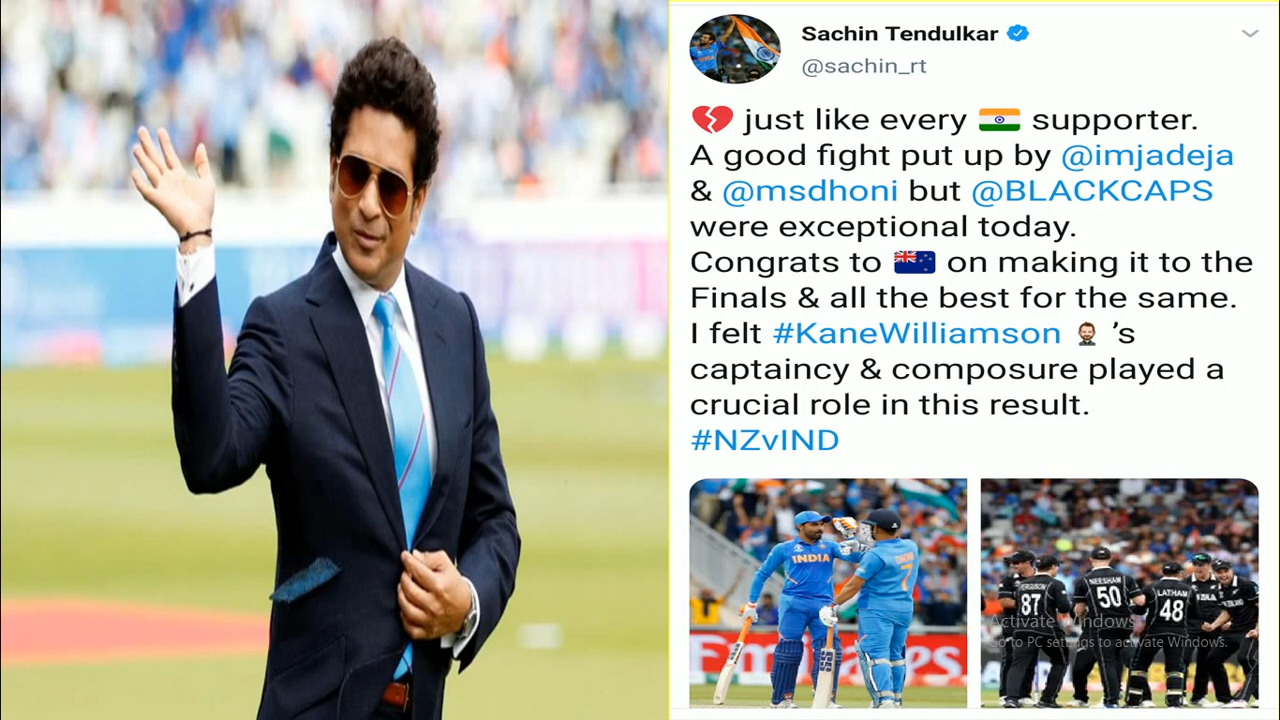 Sachin Tendulkar
@sachin_rt
💔 just like every 🇮🇳 supporter.
A good fight put up by @imjadeja
& @msdhoni but @BLACKCAPS
were exceptional today.
Congrats to 🇳🇿 on making it to the
Finals & all the best for the same.
I felt #KaneWilliamson 🧔🏻 ’s
captaincy & composure played a
crucial role in this result.
#NZvIND
INDIA
7
Emirates
FERGUSON
87
NEESHAM
50
LATHAM
48
Activate Windows
Go to PC settings to activate Windows.